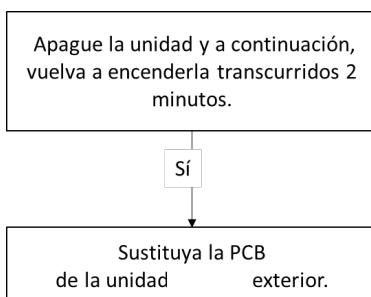 Apague la unidad y a continuación,
vuelva a encenderla transcurridos 2
minutos.
Sí
Sustituya la PCB
de la unidad exterior.